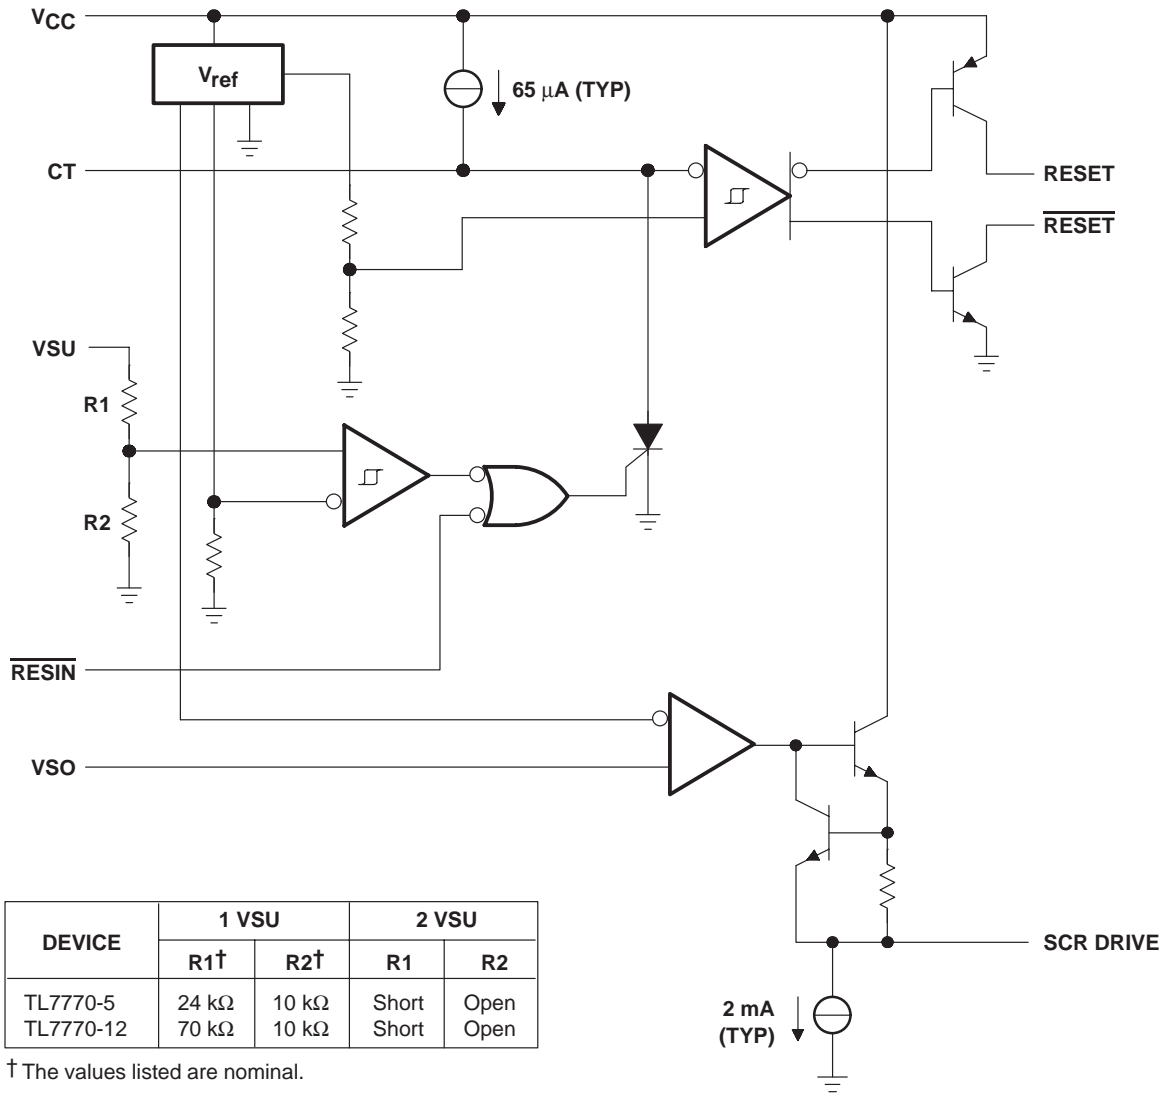 VCC
Vref
65 μA (TYP)
CT
RESET
RESET
VSU
R1
R2
RESIN
VSO
DEVICE
1 VSU
2 VSU
R1†
R2†
R1
R2
TL7770-5
24 kΩ
10 kΩ
Short
Open
TL7770-12
70 kΩ
10 kΩ
Short
Open
SCR DRIVE
2 mA
(TYP)
† The values listed are nominal.